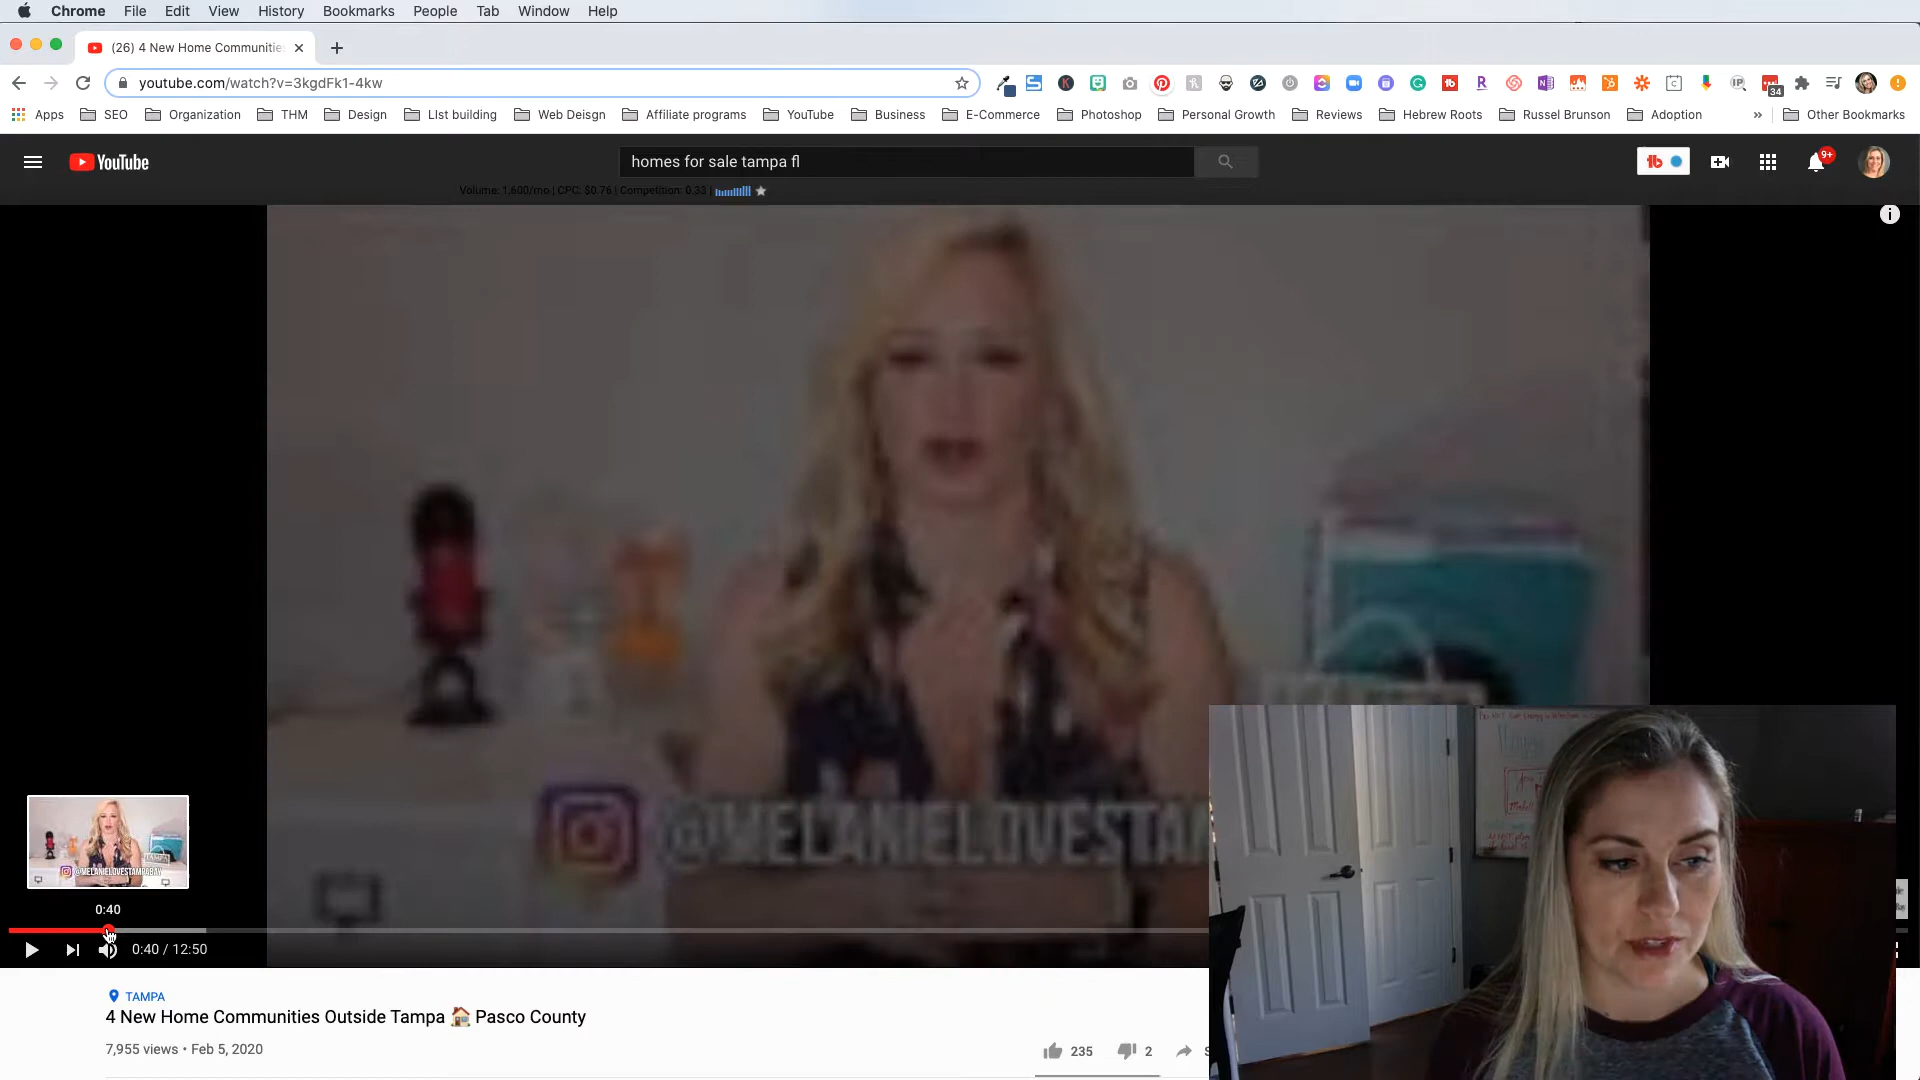 Chrome File Edit View History Bookmarks People Tab Window Help
(26) 4 New Home Communitie
youtube.com/watch?v=3kgdFk1-4kw
34
Apps SEO Organization THM Design LIst building Web Deisgn Affiliate programs YouTube Business E-Commerce Photoshop Personal Growth Reviews Hebrew Roots Russel Brunson Adoption » Other Bookmarks
YouTube
homes for sale tampa fl
9+
Volume: 1,600/mo | CPC: $0.76 | Competition: 0.33 |
@MELANIELOVESTA
@MELANIELOVESTAMPABAY
0:40
0:40 / 12:50
TAMPA
4 New Home Communities Outside Tampa 🏠 Pasco County
7,955 views • Feb 5, 2020
235 2 S